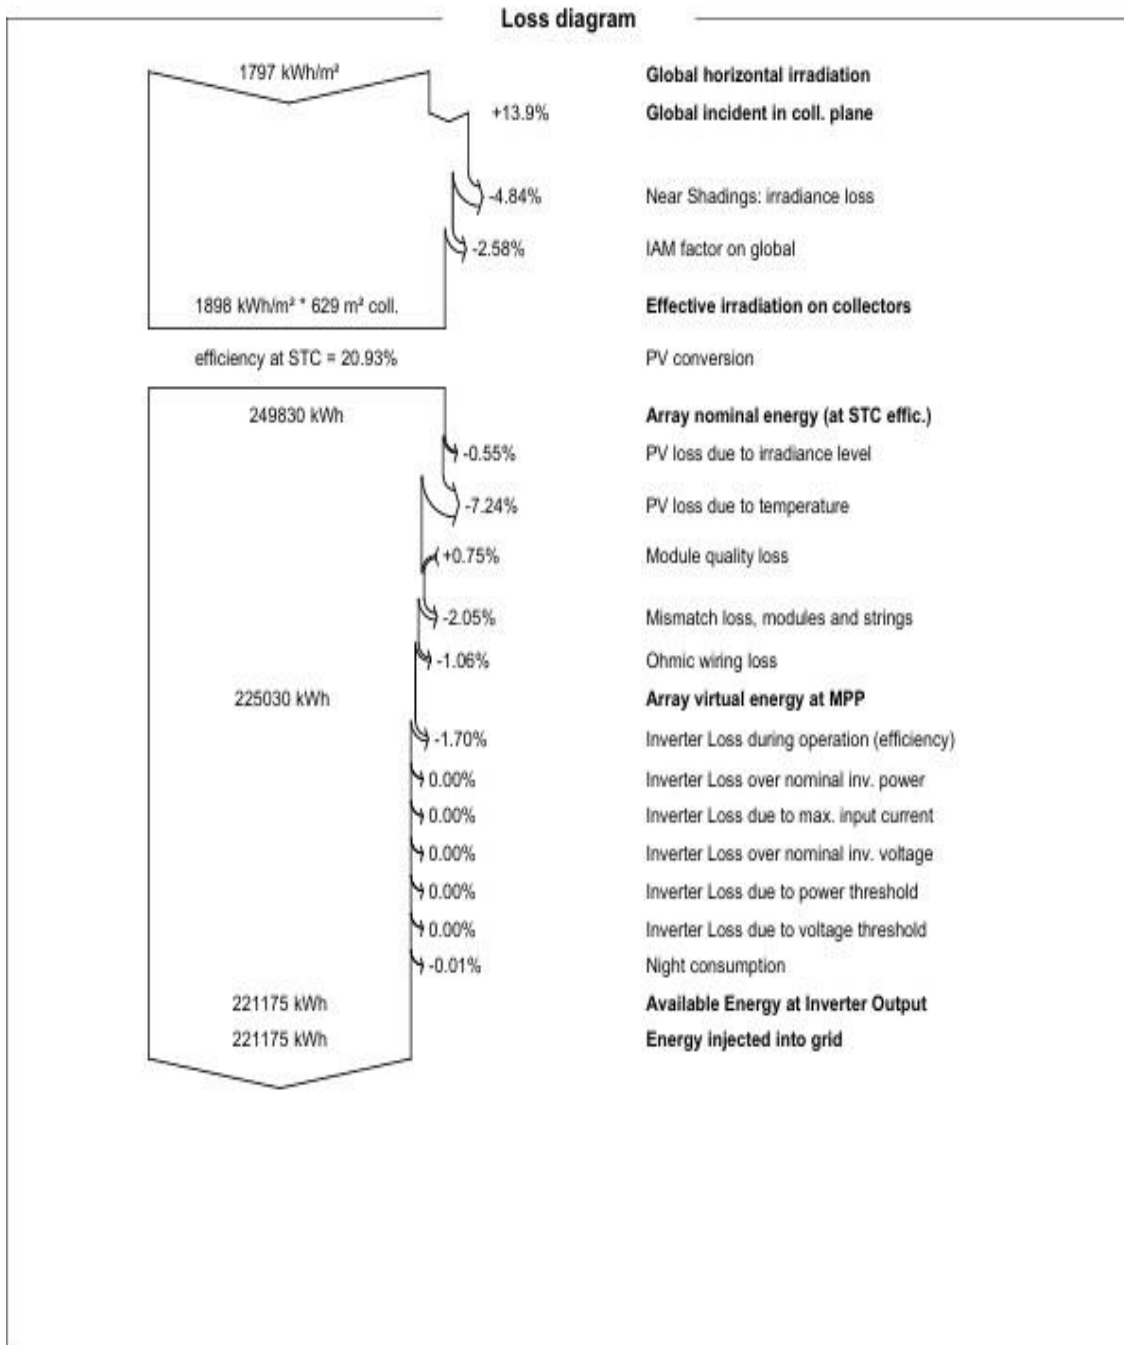 Loss diagram
1797 kWh/m² Global horizontal irradiation
+13.9% Global incident in coll. plane
-4.84% Near Shadings: irradiance loss
-2.58% IAM factor on global
1898 kWh/m² * 629 m² coll. Effective irradiation on collectors
efficiency at STC = 20.93% PV conversion
249830 kWh Array nominal energy (at STC effic.)
-0.55% PV loss due to irradiance level
-7.24% PV loss due to temperature
+0.75% Module quality loss
-2.05% Mismatch loss, modules and strings
-1.06% Ohmic wiring loss
225030 kWh Array virtual energy at MPP
-1.70% Inverter Loss during operation (efficiency)
0.00% Inverter Loss over nominal inv. power
0.00% Inverter Loss due to max. input current
0.00% Inverter Loss over nominal inv. voltage
0.00% Inverter Loss due to power threshold
0.00% Inverter Loss due to voltage threshold
-0.01% Night consumption
221175 kWh Available Energy at Inverter Output
221175 kWh Energy injected into grid